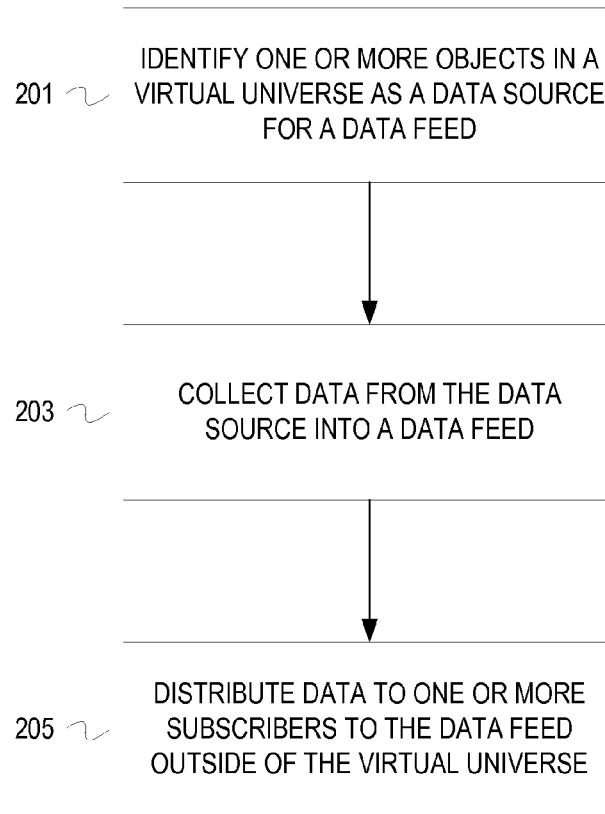 IDENTIFY ONE OR MORE OBJECTS IN A
201 VIRTUAL UNIVERSE AS A DATA SOURCE
FOR A DATA FEED
COLLECT DATA FROM THE DATA
203 SOURCE INTO A DATA FEED
DISTRIBUTE DATA TO ONE OR MORE
205 SUBSCRIBERS TO THE DATA FEED
OUTSIDE OF THE VIRTUAL UNIVERSE